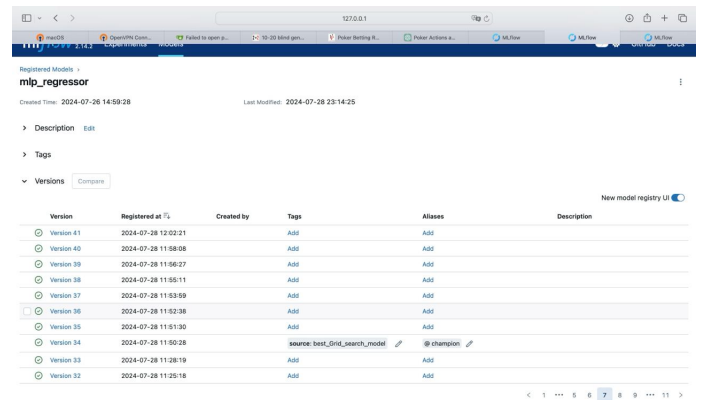 127.0.0.1
macOS OpenVPN Conn... Failed to open p... 10-20 blind gen... Poker Betting R... Poker Actions a... MLflow MLflow MLflow
mlflow 2.14.2 Experiments Models GitHub Docs
Registered Models >
mlp_regressor
Created Time: 2024-07-26 14:59:28 Last Modified: 2024-07-28 23:14:25
Description Edit
Tags
Versions Compare
New model registry UI
Version Registered at Created by Tags Aliases Description
Version 41 2024-07-28 12:02:21 Add Add
Version 40 2024-07-28 11:58:08 Add Add
Version 39 2024-07-28 11:56:27 Add Add
Version 38 2024-07-28 11:55:11 Add Add
Version 37 2024-07-28 11:53:59 Add Add
Version 36 2024-07-28 11:52:38 Add Add
Version 35 2024-07-28 11:51:30 Add Add
Version 34 2024-07-28 11:50:28 source: best_Grid_search_model @ champion
Version 33 2024-07-28 11:28:19 Add Add
Version 32 2024-07-28 11:25:18 Add Add
< 1 ••• 5 6 7 8 9 ••• 11 >